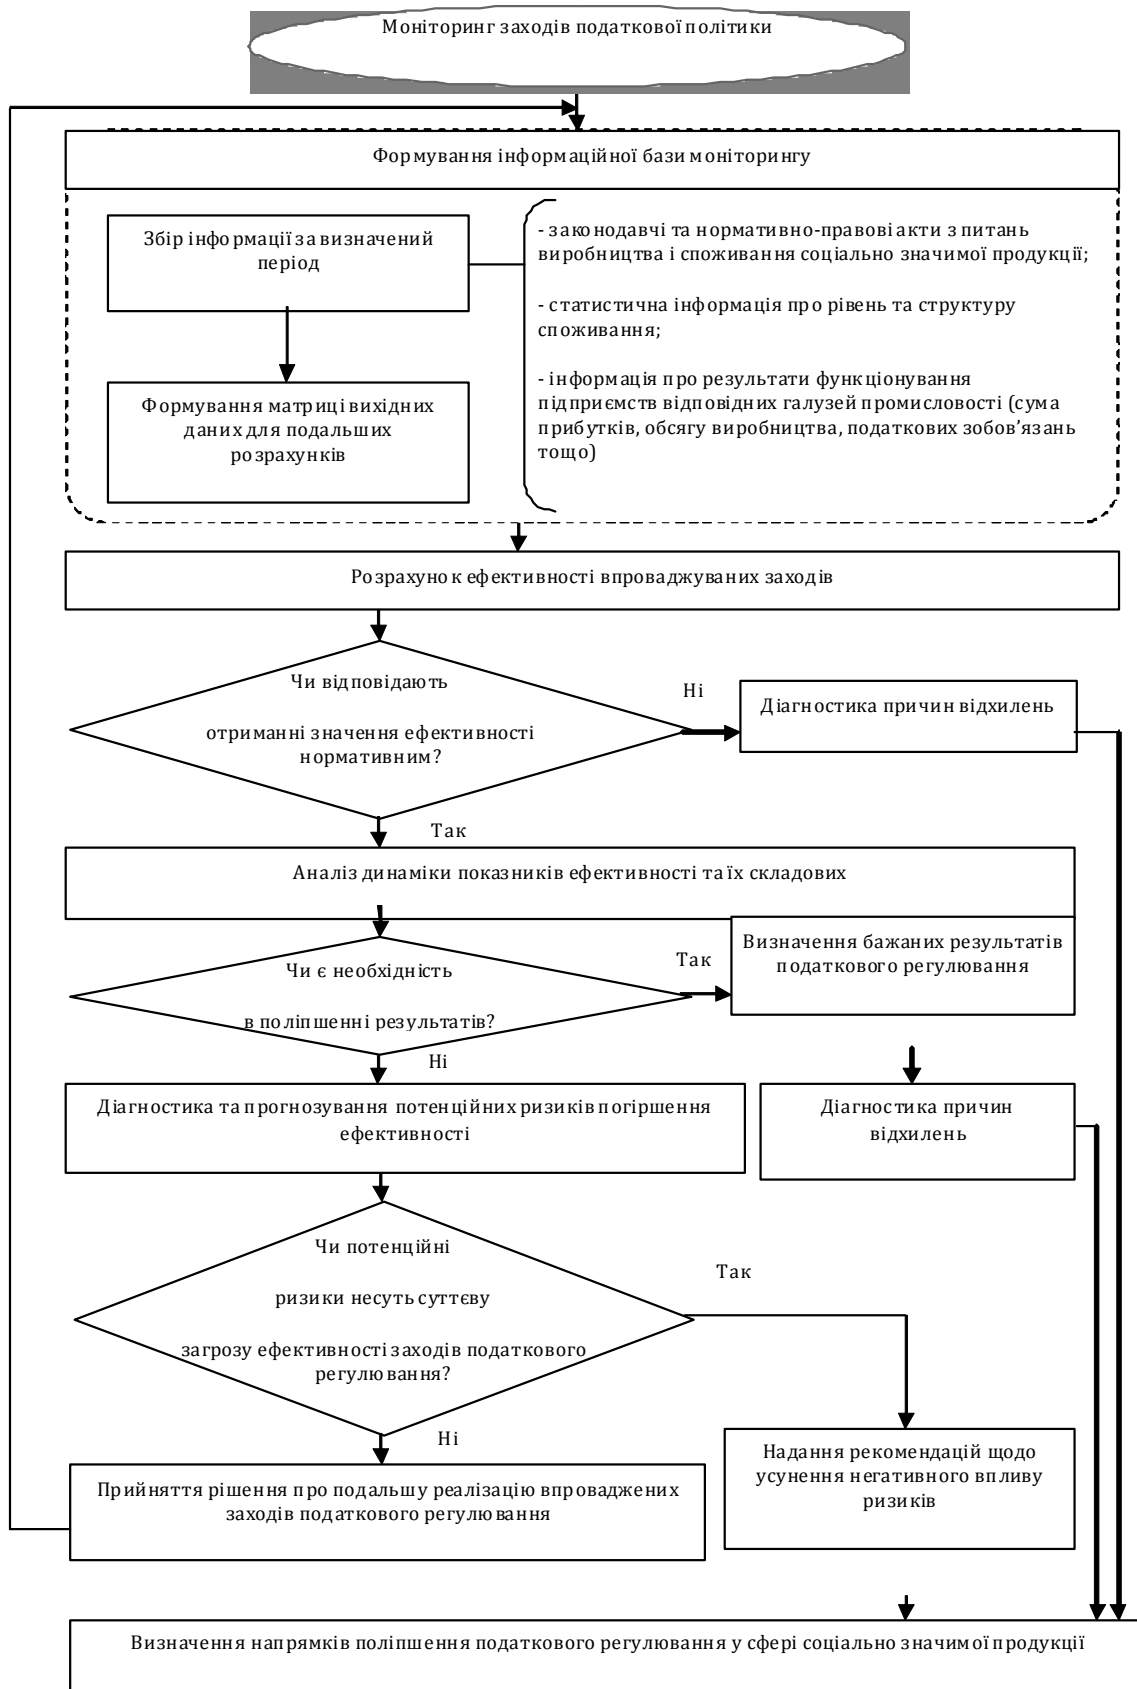 Моніторинг заходів податкової політики
Формування інформаційної бази моніторингу
Збір інформації за визначений
період
- законодавчі та нормативно-правові акти з питань
виробництва і споживання соціально значимої продукції;
- статистична інформація про рівень та структуру
споживання;
- інформація про результати функціонування
підприємств відповідних галузей промисловості (сума
прибутків, обсягу виробництва, податкових зобов’язань
тощо)
Формування матриці вихідних
даних для подальших
розрахунків
Розрахунок ефективності впроваджуваних заходів
Чи відповідають
отриманні значення ефективності
нормативним?
Ні
Діагностика причин відхилень
Так
Аналіз динаміки показників ефективності та їх складових
Чи є необхідність
в поліпшенні результатів?
Так
Визначення бажаних результатів
податкового регулювання
Ні
Діагностика та прогнозування потенційних ризиків погіршення
ефективності
Діагностика причин
відхилень
Чи потенційні
ризики несуть суттєву
загрозу ефективності заходів податкового
регулювання?
Так
Ні
Надання рекомендацій щодо
усунення негативного впливу
ризиків
Прийняття рішення про подальшу реалізацію впроваджених
заходів податкового регулювання
Визначення напрямків поліпшення податкового регулювання у сфері соціально значимої продукції